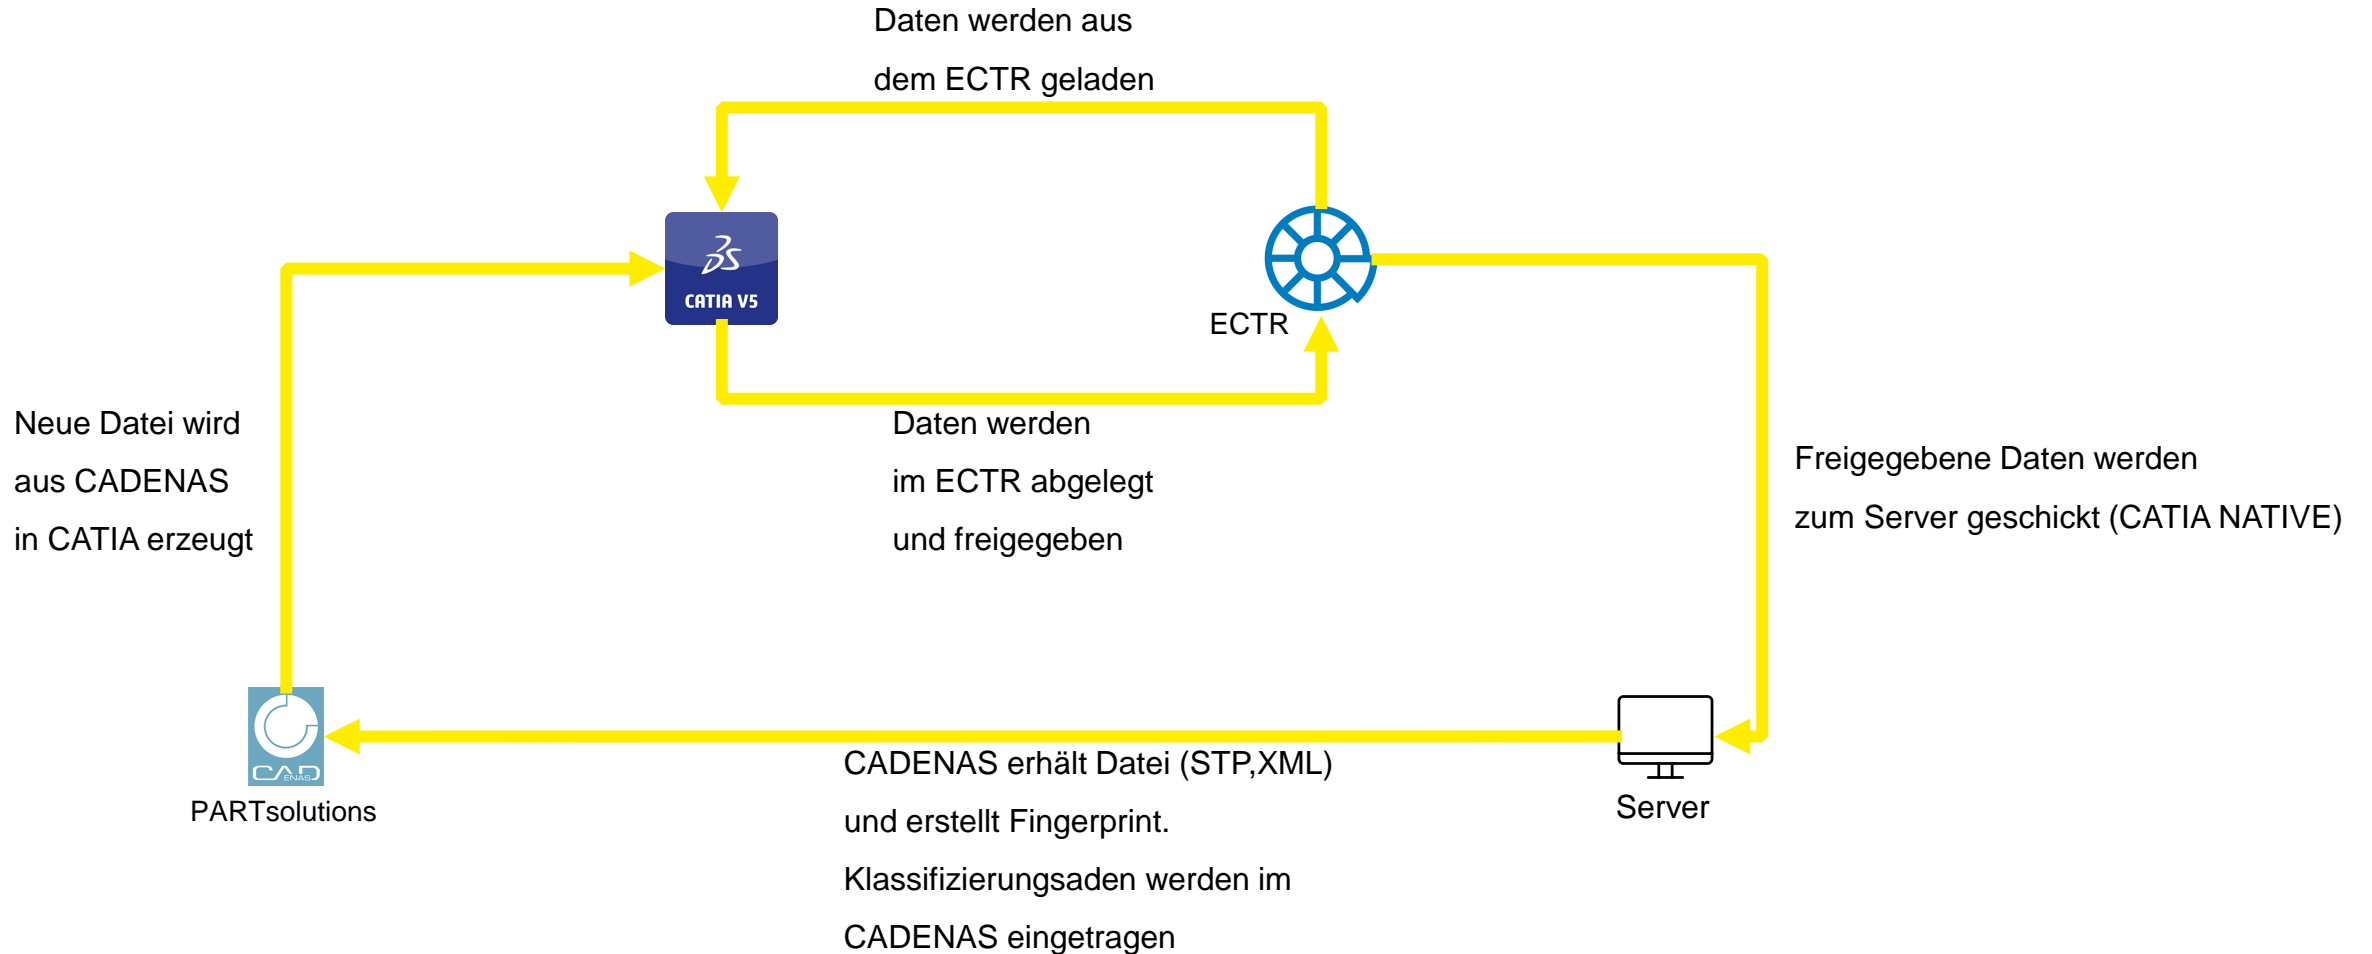 Daten werden aus
dem ECTR geladen
CATIA V5
ECTR
Neue Datei wird
aus CADENAS
in CATIA erzeugt
Daten werden
im ECTR abgelegt
und freigegeben
Freigegebene Daten werden
zum Server geschickt (CATIA NATIVE)
CAD
ENAS
PARTsolutions
CADENAS erhält Datei (STP,XML)
und erstellt Fingerprint.
Klassifizierungsaden werden im
CADENAS eingetragen
Server